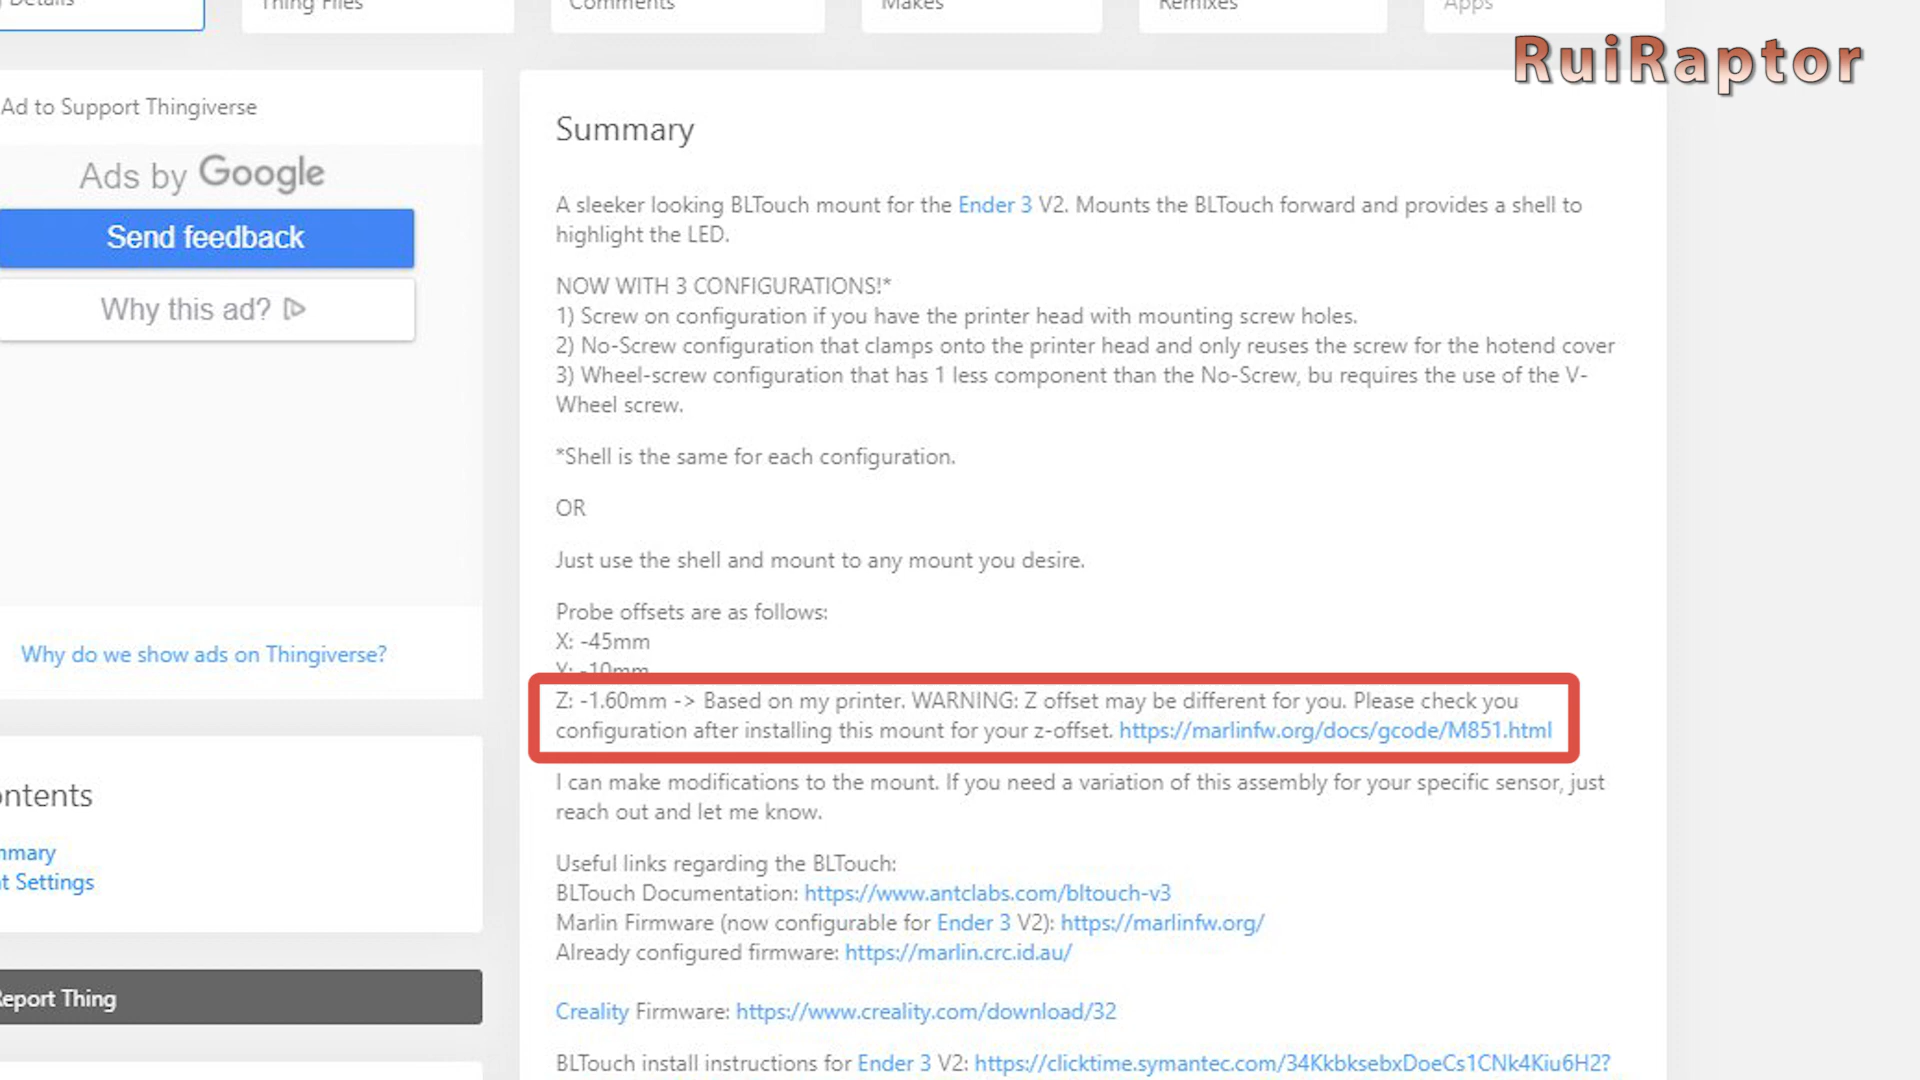 Details
Thing Files
Comments
Makes
Remixes
Apps
RuiRaptor
Ad to Support Thingiverse
Ads by Google
Send feedback
Why this ad?
Why do we show ads on Thingiverse?
Summary
A sleeker looking BLTouch mount for the Ender 3 V2. Mounts the BLTouch forward and provides a shell to
highlight the LED.
NOW WITH 3 CONFIGURATIONS!*
1) Screw on configuration if you have the printer head with mounting screw holes.
2) No-Screw configuration that clamps onto the printer head and only reuses the screw for the hotend cover
3) Wheel-screw configuration that has 1 less component than the No-Screw, bu requires the use of the V-
Wheel screw.
*Shell is the same for each configuration.
OR
Just use the shell and mount to any mount you desire.
Probe offsets are as follows:
X: -45mm
Y: -10mm
Z: -1.60mm -> Based on my printer. WARNING: Z offset may be different for you. Please check you
configuration after installing this mount for your z-offset. https://marlinfw.org/docs/gcode/M851.html
I can make modifications to the mount. If you need a variation of this assembly for your specific sensor, just
reach out and let me know.
Useful links regarding the BLTouch:
BLTouch Documentation: https://www.antclabs.com/bltouch-v3
Marlin Firmware (now configurable for Ender 3 V2): https://marlinfw.org/
Already configured firmware: https://marlin.crc.id.au/
Creality Firmware: https://www.creality.com/download/32
BLTouch install instructions for Ender 3 V2: https://clicktime.symantec.com/34KkbksebxDoeCs1CNk4Kiu6H2?
ontents
mmary
t Settings
Report Thing